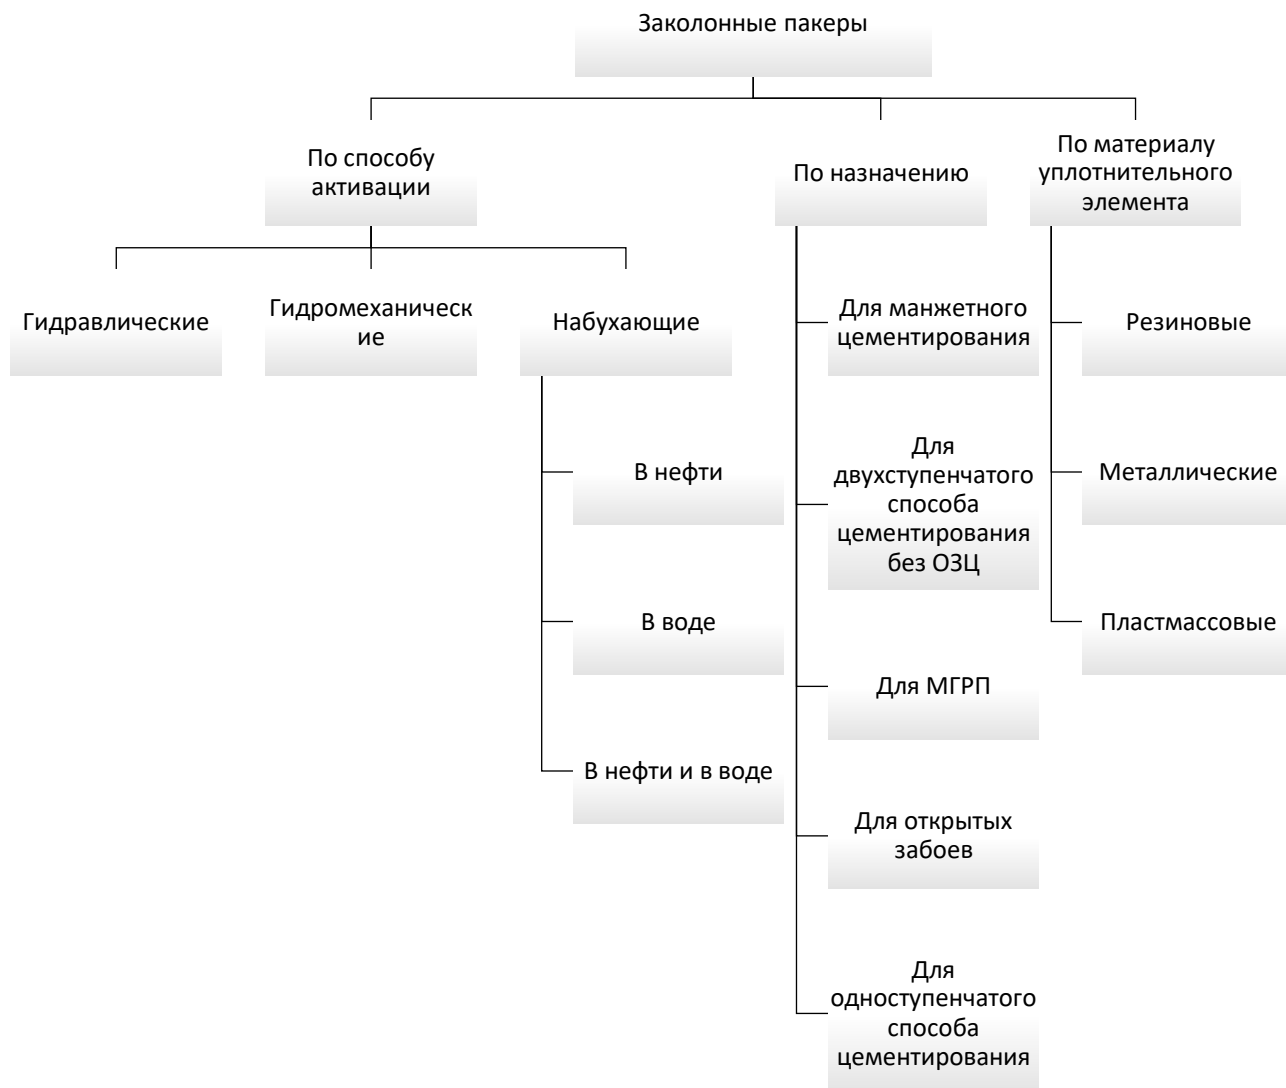 Заколонные пакеры
По способу
активации
По назначению
По материалу
уплотнительного
элемента
Гидравлические
Гидромеханическ
ие
Набухающие
Для манжетного
цементирования
Резиновые
В нефти
Для
двухступенчатого
способа
цементирования
без ОЗЦ
Металлические
В воде
Для МГРП
Пластмассовые
В нефти и в воде
Для открытых
забоев
Для
одноступенчатого
способа
цементирования